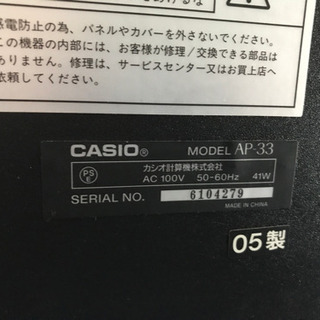 感電防止の為、パネルやカバーを外さないでください。
この機器の内部には、お客様が修理/交換できる部品は
ありません。修理は、サービスセンター又はお買上店へ
依頼してください。
CASIO® MODEL AP-33
PS E カシオ計算機株式会社
AC 100V 50-60Hz 41W
SERIAL NO. 6104279
MADE IN CHINA
05製